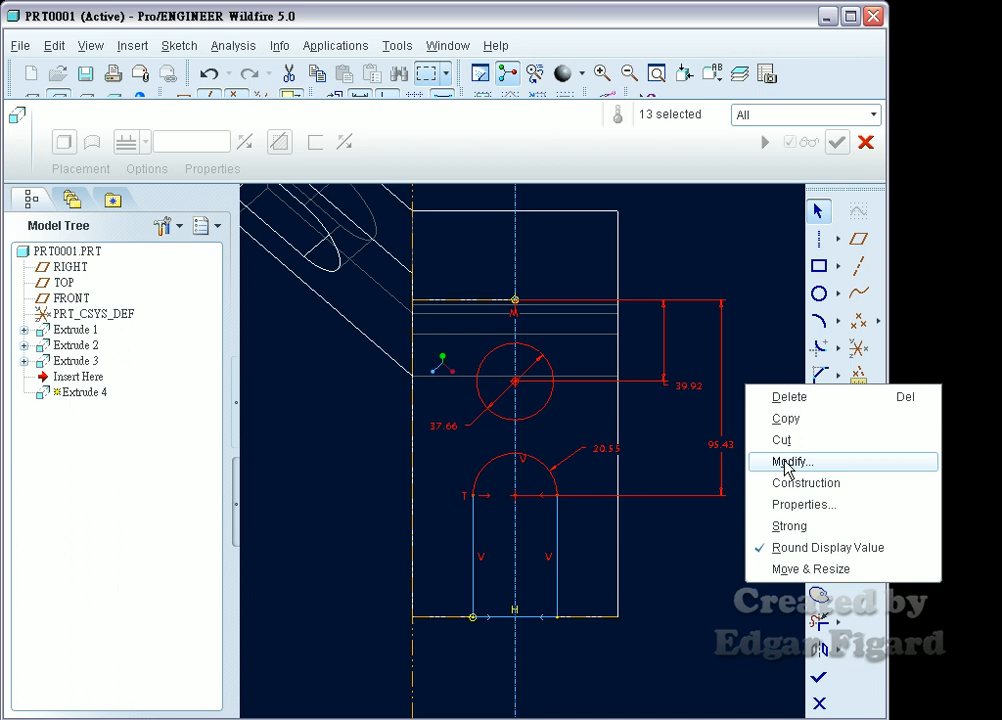 PRT0001 (Active) - Pro/ENGINEER Wildfire 5.0
File Edit View Insert Sketch Analysis Info Applications Tools Window Help
13 selected
All
Placement Options Properties
Model Tree
PRT0001.PRT
RIGHT
TOP
FRONT
PRT_CSYS_DEF
Extrude 1
Extrude 2
Extrude 3
Insert Here
Extrude 4
M
39.92
37.66
95.43
20.55
V
T
V
V
H
Delete Del
Copy
Cut
Modify...
Construction
Properties...
Strong
Round Display Value
Move & Resize
Created by
Edgar Figard